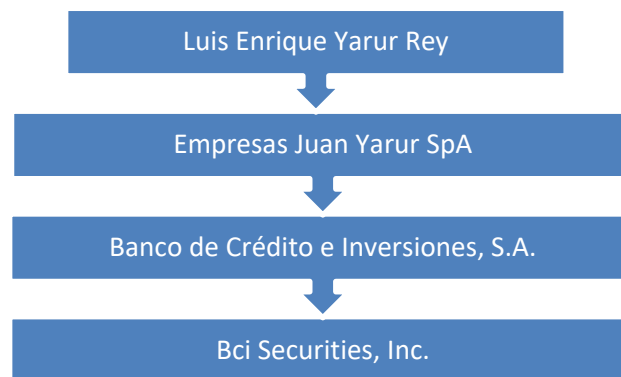 Luis Enrique Yarur Rey
Empresas Juan Yarur SpA
Banco de Crédito e Inversiones, S.A.
Bci Securities, Inc.